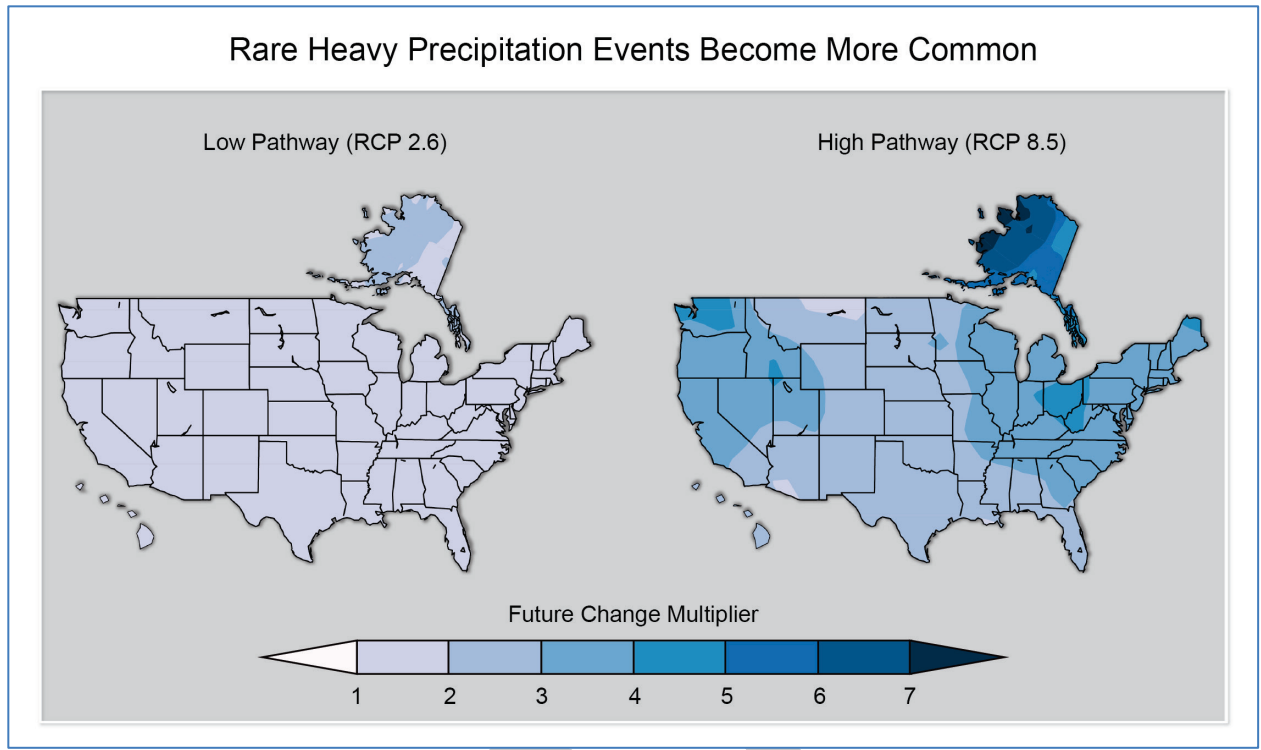 Rare Heavy Precipitation Events Become More Common
Low Pathway (RCP 2.6)
High Pathway (RCP 8.5)
Future Change Multiplier
1 2 3 4 5 6 7